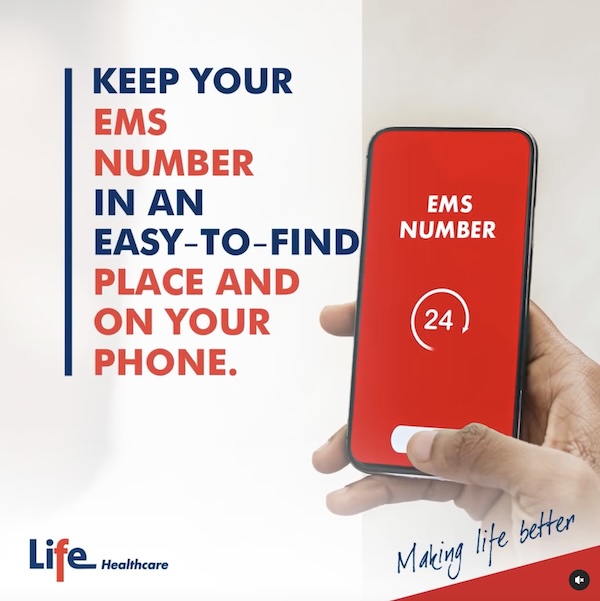 KEEP YOUR
EMS
NUMBER
IN AN
EASY-TO-FIND
PLACE AND
ON YOUR
PHONE.
EMS
NUMBER
24
Life Healthcare
Making life better